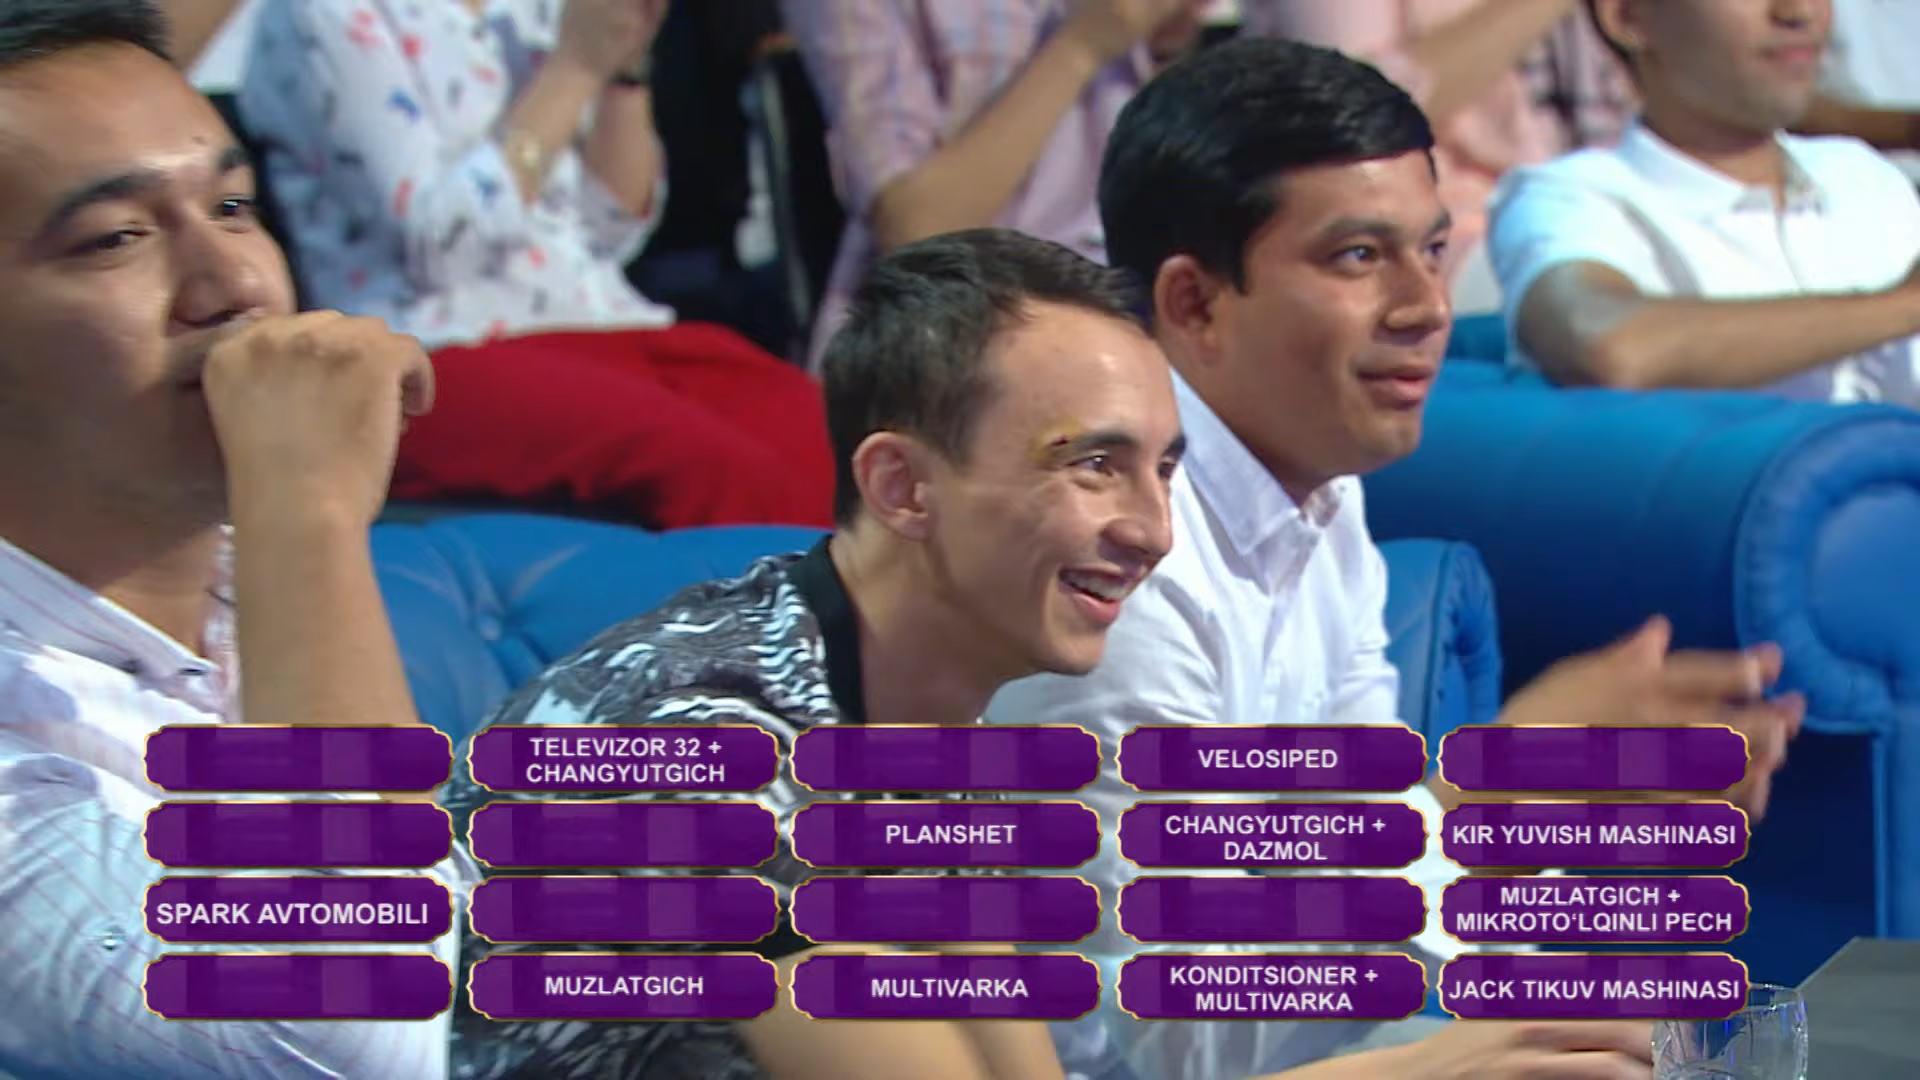 TELEVIZOR 32 +
CHANGYUTGICH
VELOSIPED
PLANSHET
CHANGYUTGICH +
DAZMOL
KIR YUVISH MASHINASI
SPARK AVTOMOBILI
MUZLATGICH +
MIKROTO‘LQINLI PECH
MUZLATGICH
MULTIVARKA
KONDITSIONER +
MULTIVARKA
JACK TIKUV MASHINASI